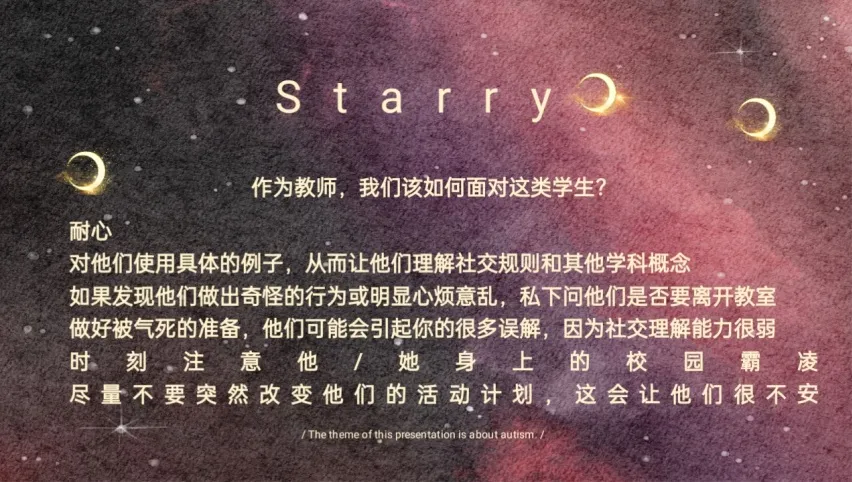 Starry
作为教师，我们该如何面对这类学生？
耐心
对他们使用具体的例子，从而让他们理解社交规则和其他学科概念
如果发现他们做出奇怪的行为或明显心烦意乱，私下问他们是否要离开教室
做好被气死的准备，他们可能会引起你的很多误解，因为社交理解能力很弱
时刻注意他/她身上的校园霸凌
尽量不要突然改变他们的活动计划，这会让他们很不安
/ The theme of this presentation is about autism. /